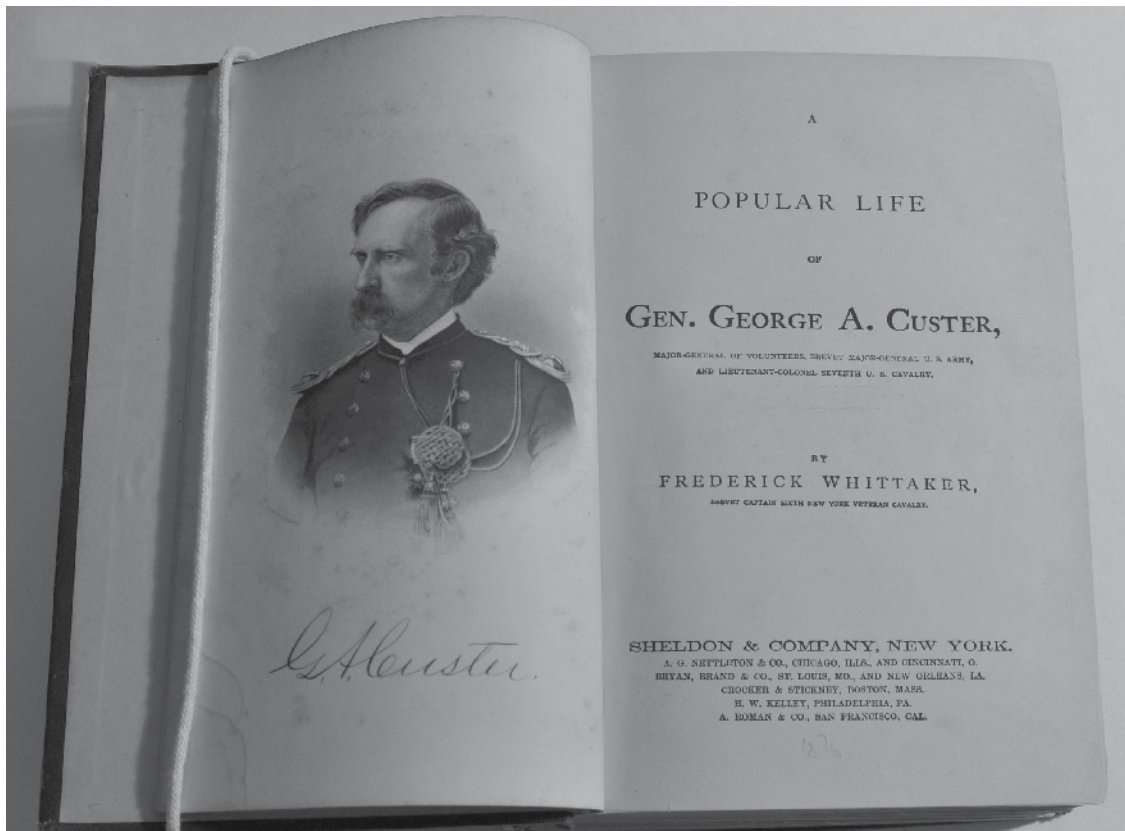 G.A. Custer.
A
POPULAR LIFE
OF
GEN. GEORGE A. CUSTER,
MAJOR-GENERAL OF VOLUNTEERS, BREVET MAJOR-GENERAL U. S. ARMY,
AND LIEUTENANT-COLONEL SEVENTH U. S. CAVALRY.
BY
FREDERICK WHITTAKER,
BREVET CAPTAIN SIXTH NEW YORK VETERAN CAVALRY.
SHELDON & COMPANY, NEW YORK.
A. G. NETTLETON & CO., CHICAGO, ILLS., AND CINCINNATI, O.
BRYAN, BRAND & CO., ST. LOUIS, MO., AND NEW ORLEANS, LA.
CROCKER & STICKNEY, BOSTON, MASS.
H. W. KELLEY, PHILADELPHIA, PA.
A. ROMAN & CO., SAN FRANCISCO, CAL.
1876